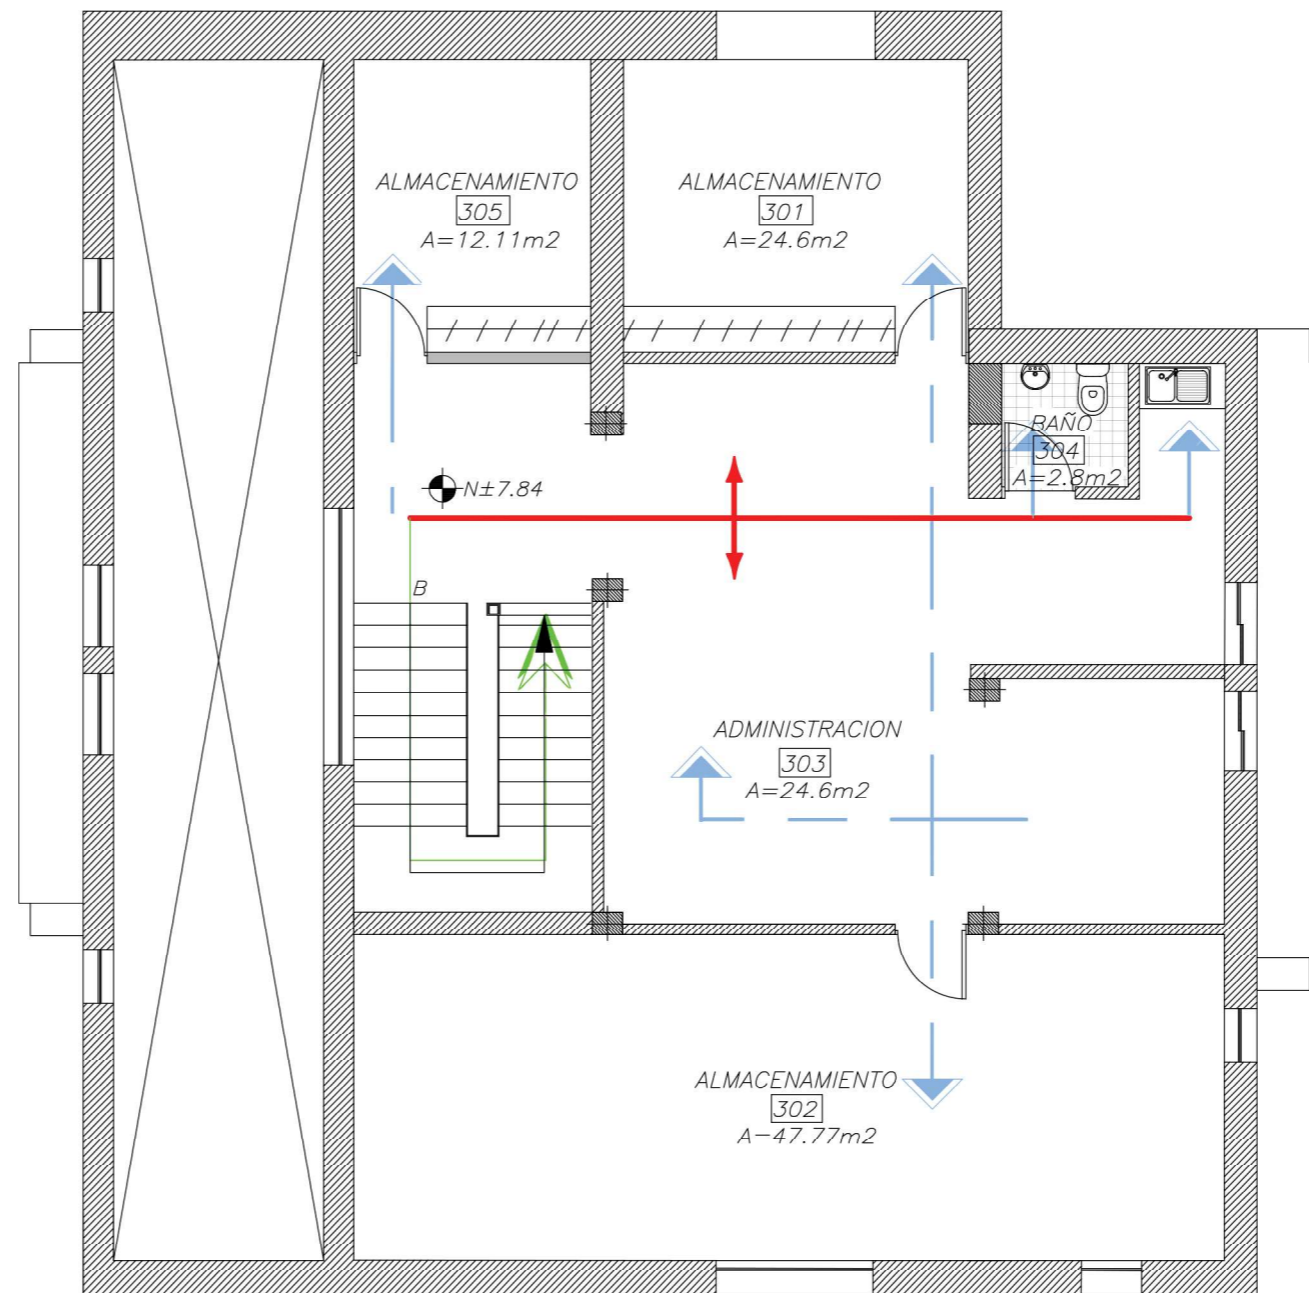 ALMACENAMIENTO
305
A=12.11m2
ALMACENAMIENTO
301
A=24.6m2
BAÑO
304
A=2.8m2
N±7.84
B
ADMINISTRACION
303
A=24.6m2
ALMACENAMIENTO
302
A-47.77m2